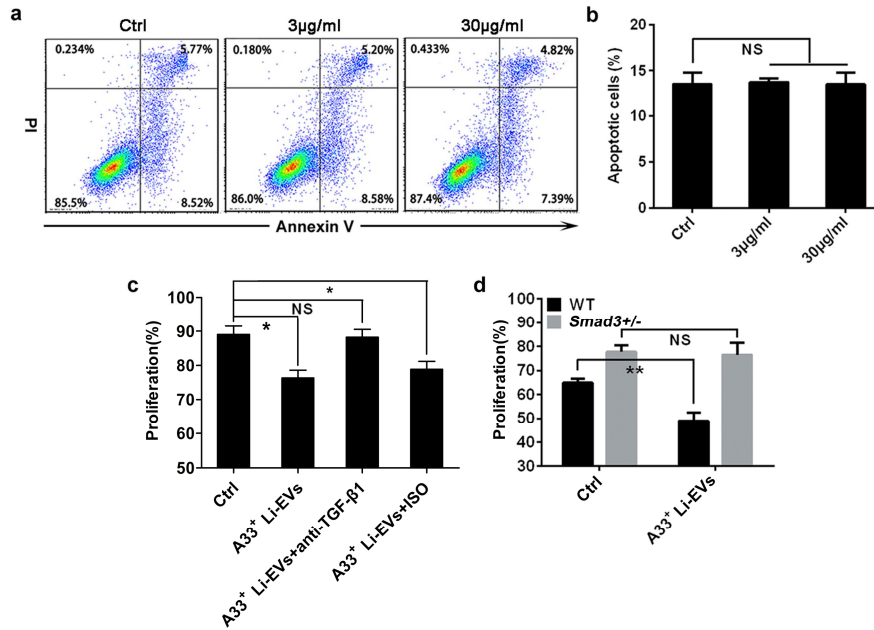 a
Ctrl
3µg/ml
30µg/ml
0.234%
5.77%
0.180%
5.20%
0.433%
4.82%
PI
85.5%
8.52%
86.0%
8.58%
87.4%
7.39%
Annexin V
b
Apoptotic cells (%)
20
15
10
5
0
NS
Ctrl
3µg/ml
30µg/ml
c
Proliferation(%)
100
90
80
70
60
50
*
NS
*
Ctrl
A33+ Li-EVs
A33+ Li-EVs+anti-TGF-β1
A33+ Li-EVs+ISO
d
WT
Smad3+/-
Proliferation(%)
100
90
80
70
60
50
40
30
NS
**
Ctrl
A33+ Li-EVs